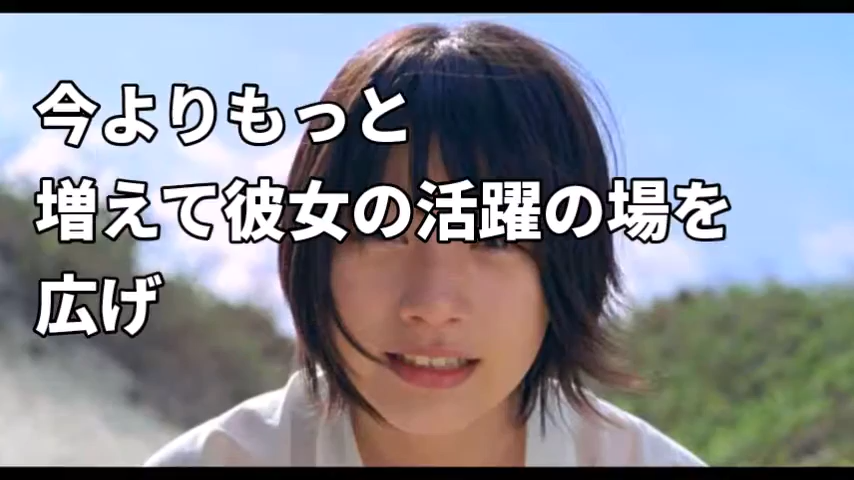 今よりもっと
増えて彼女の活躍の場を
広げ